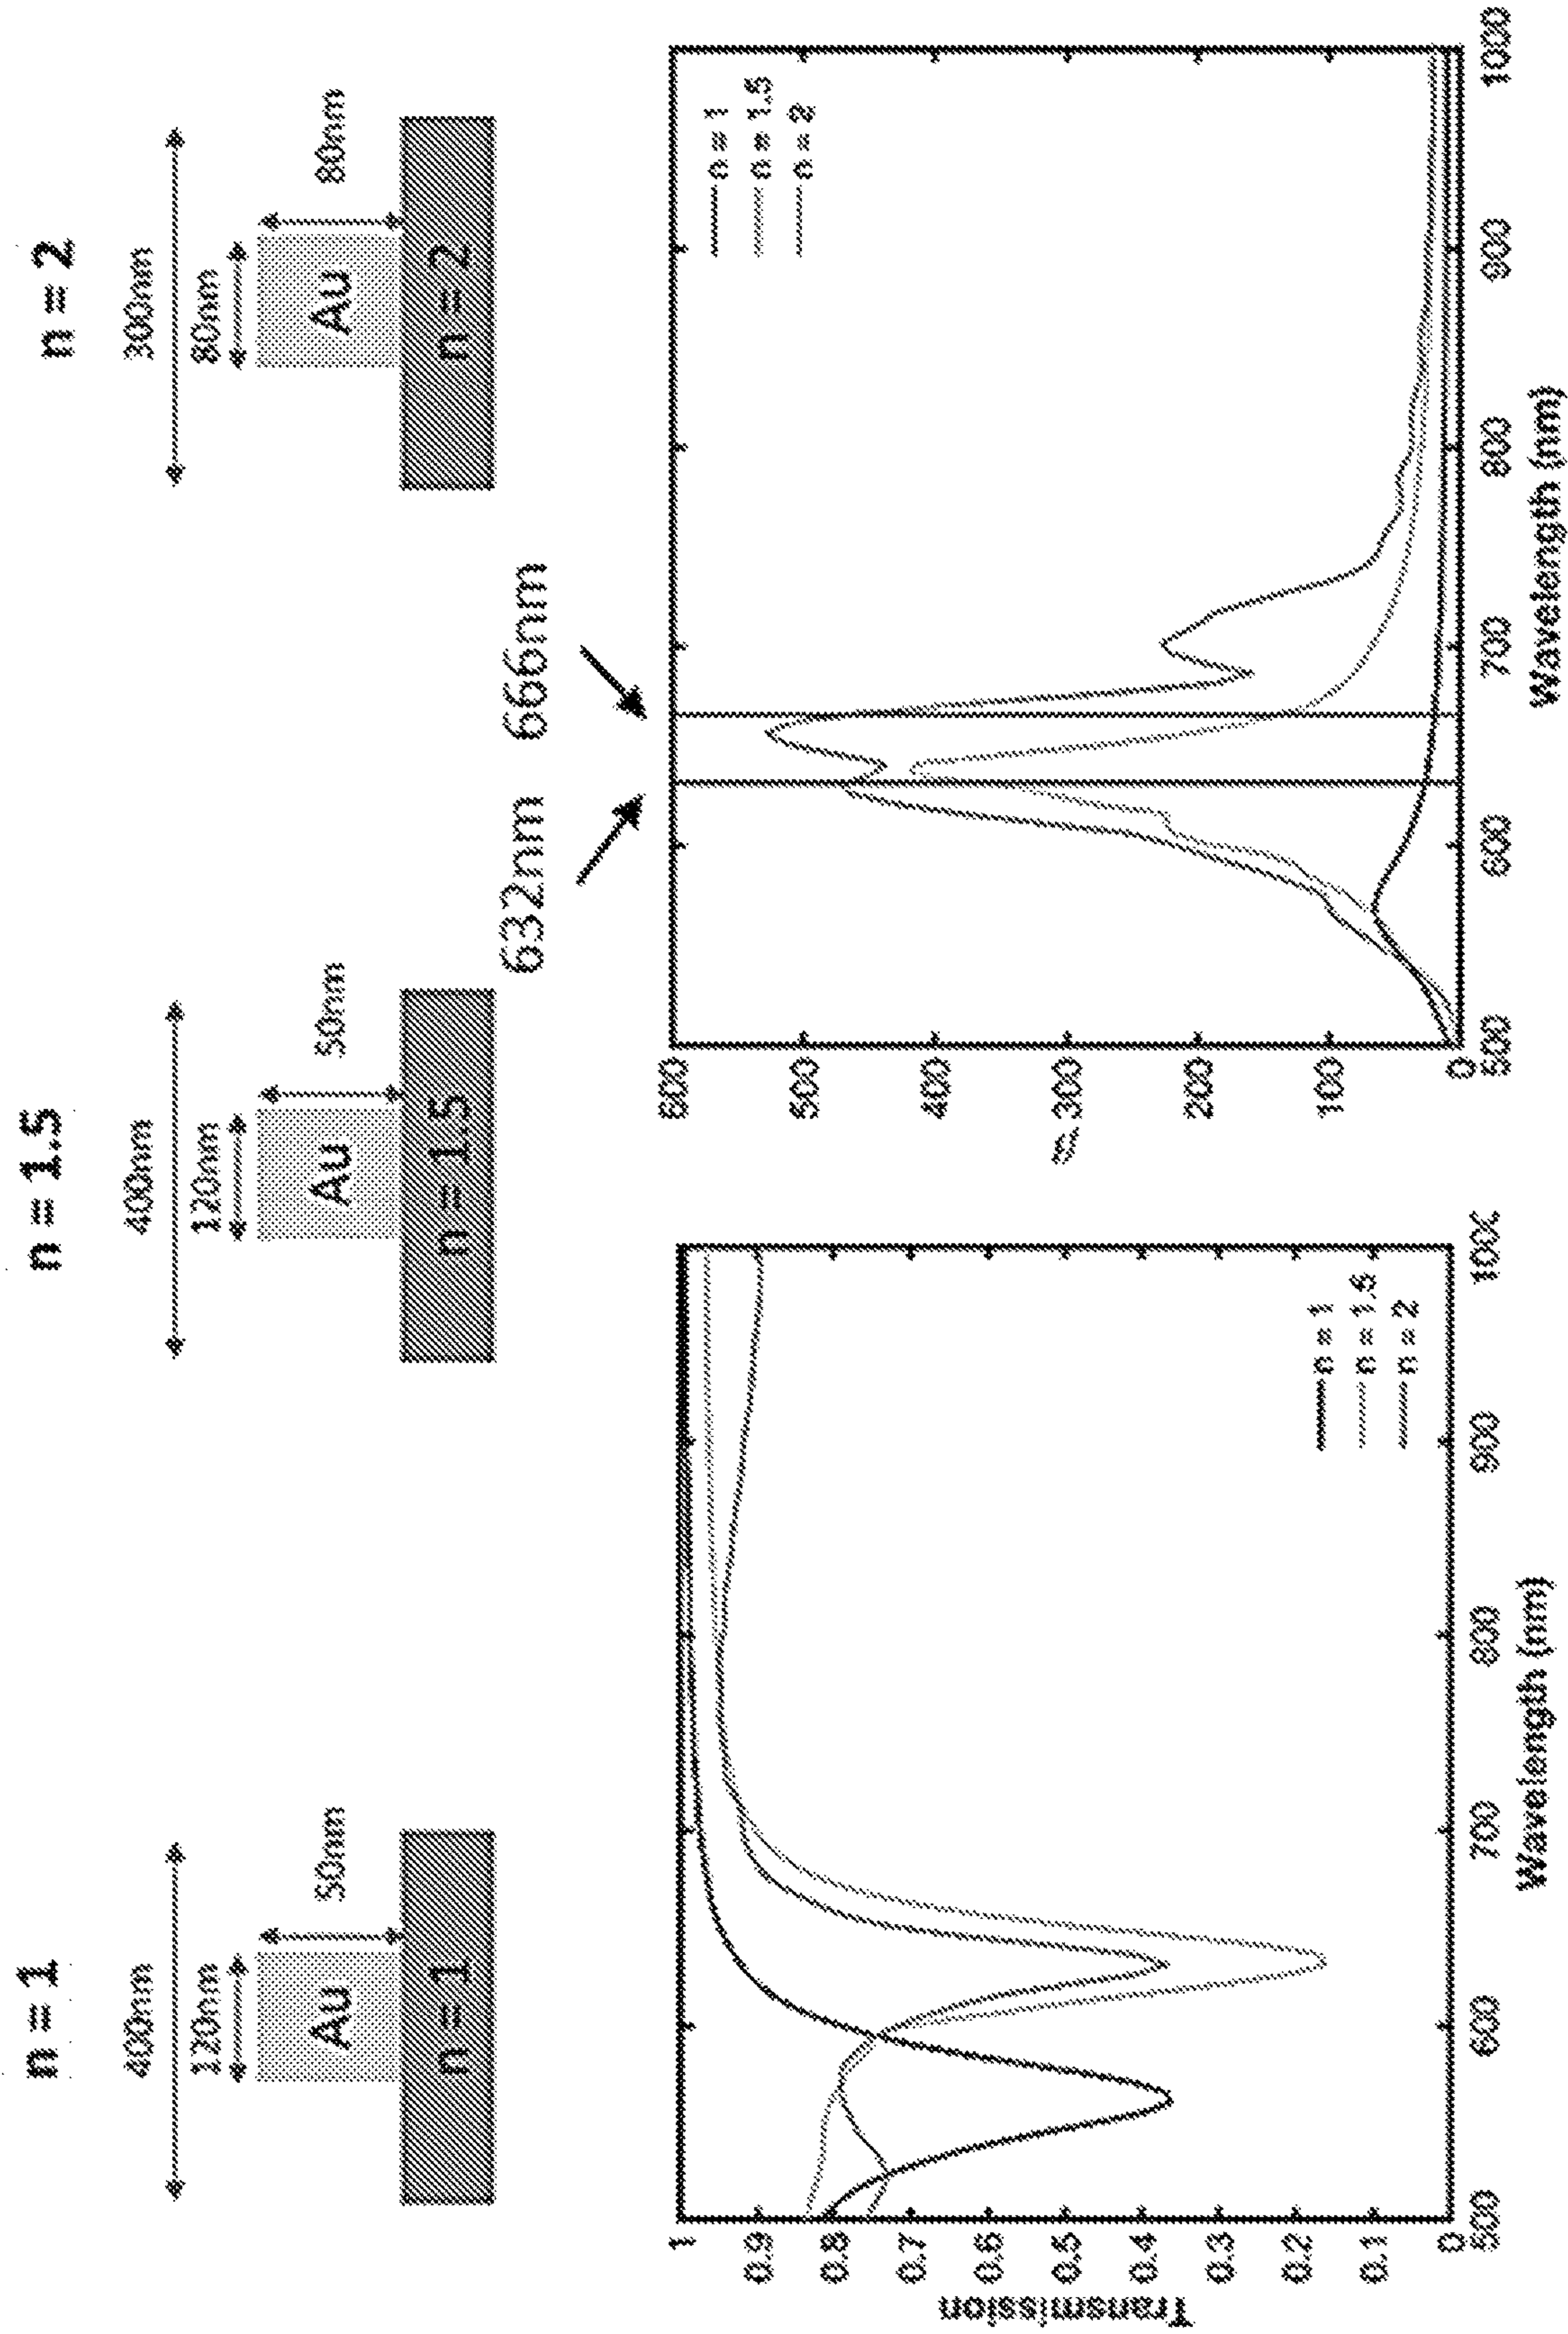 n = 1
400nm
120nm
Au
50nm
n = 1
n = 1.5
400nm
120nm
Au
50nm
n = 1.5
n = 2
300nm
80nm
Au
80nm
n = 2
632nm 666nm
Transmission
1
0.9
0.8
0.7
0.6
0.5
0.4
0.3
0.2
0.1
0
500 600 700 800 900 100
Wavelength (nm)
n = 1
n = 1.5
n = 2
600
500
400
300
200
100
0
500 600 700 800 900 1000
Wavelength (nm)
n = 1
n = 1.5
n = 2